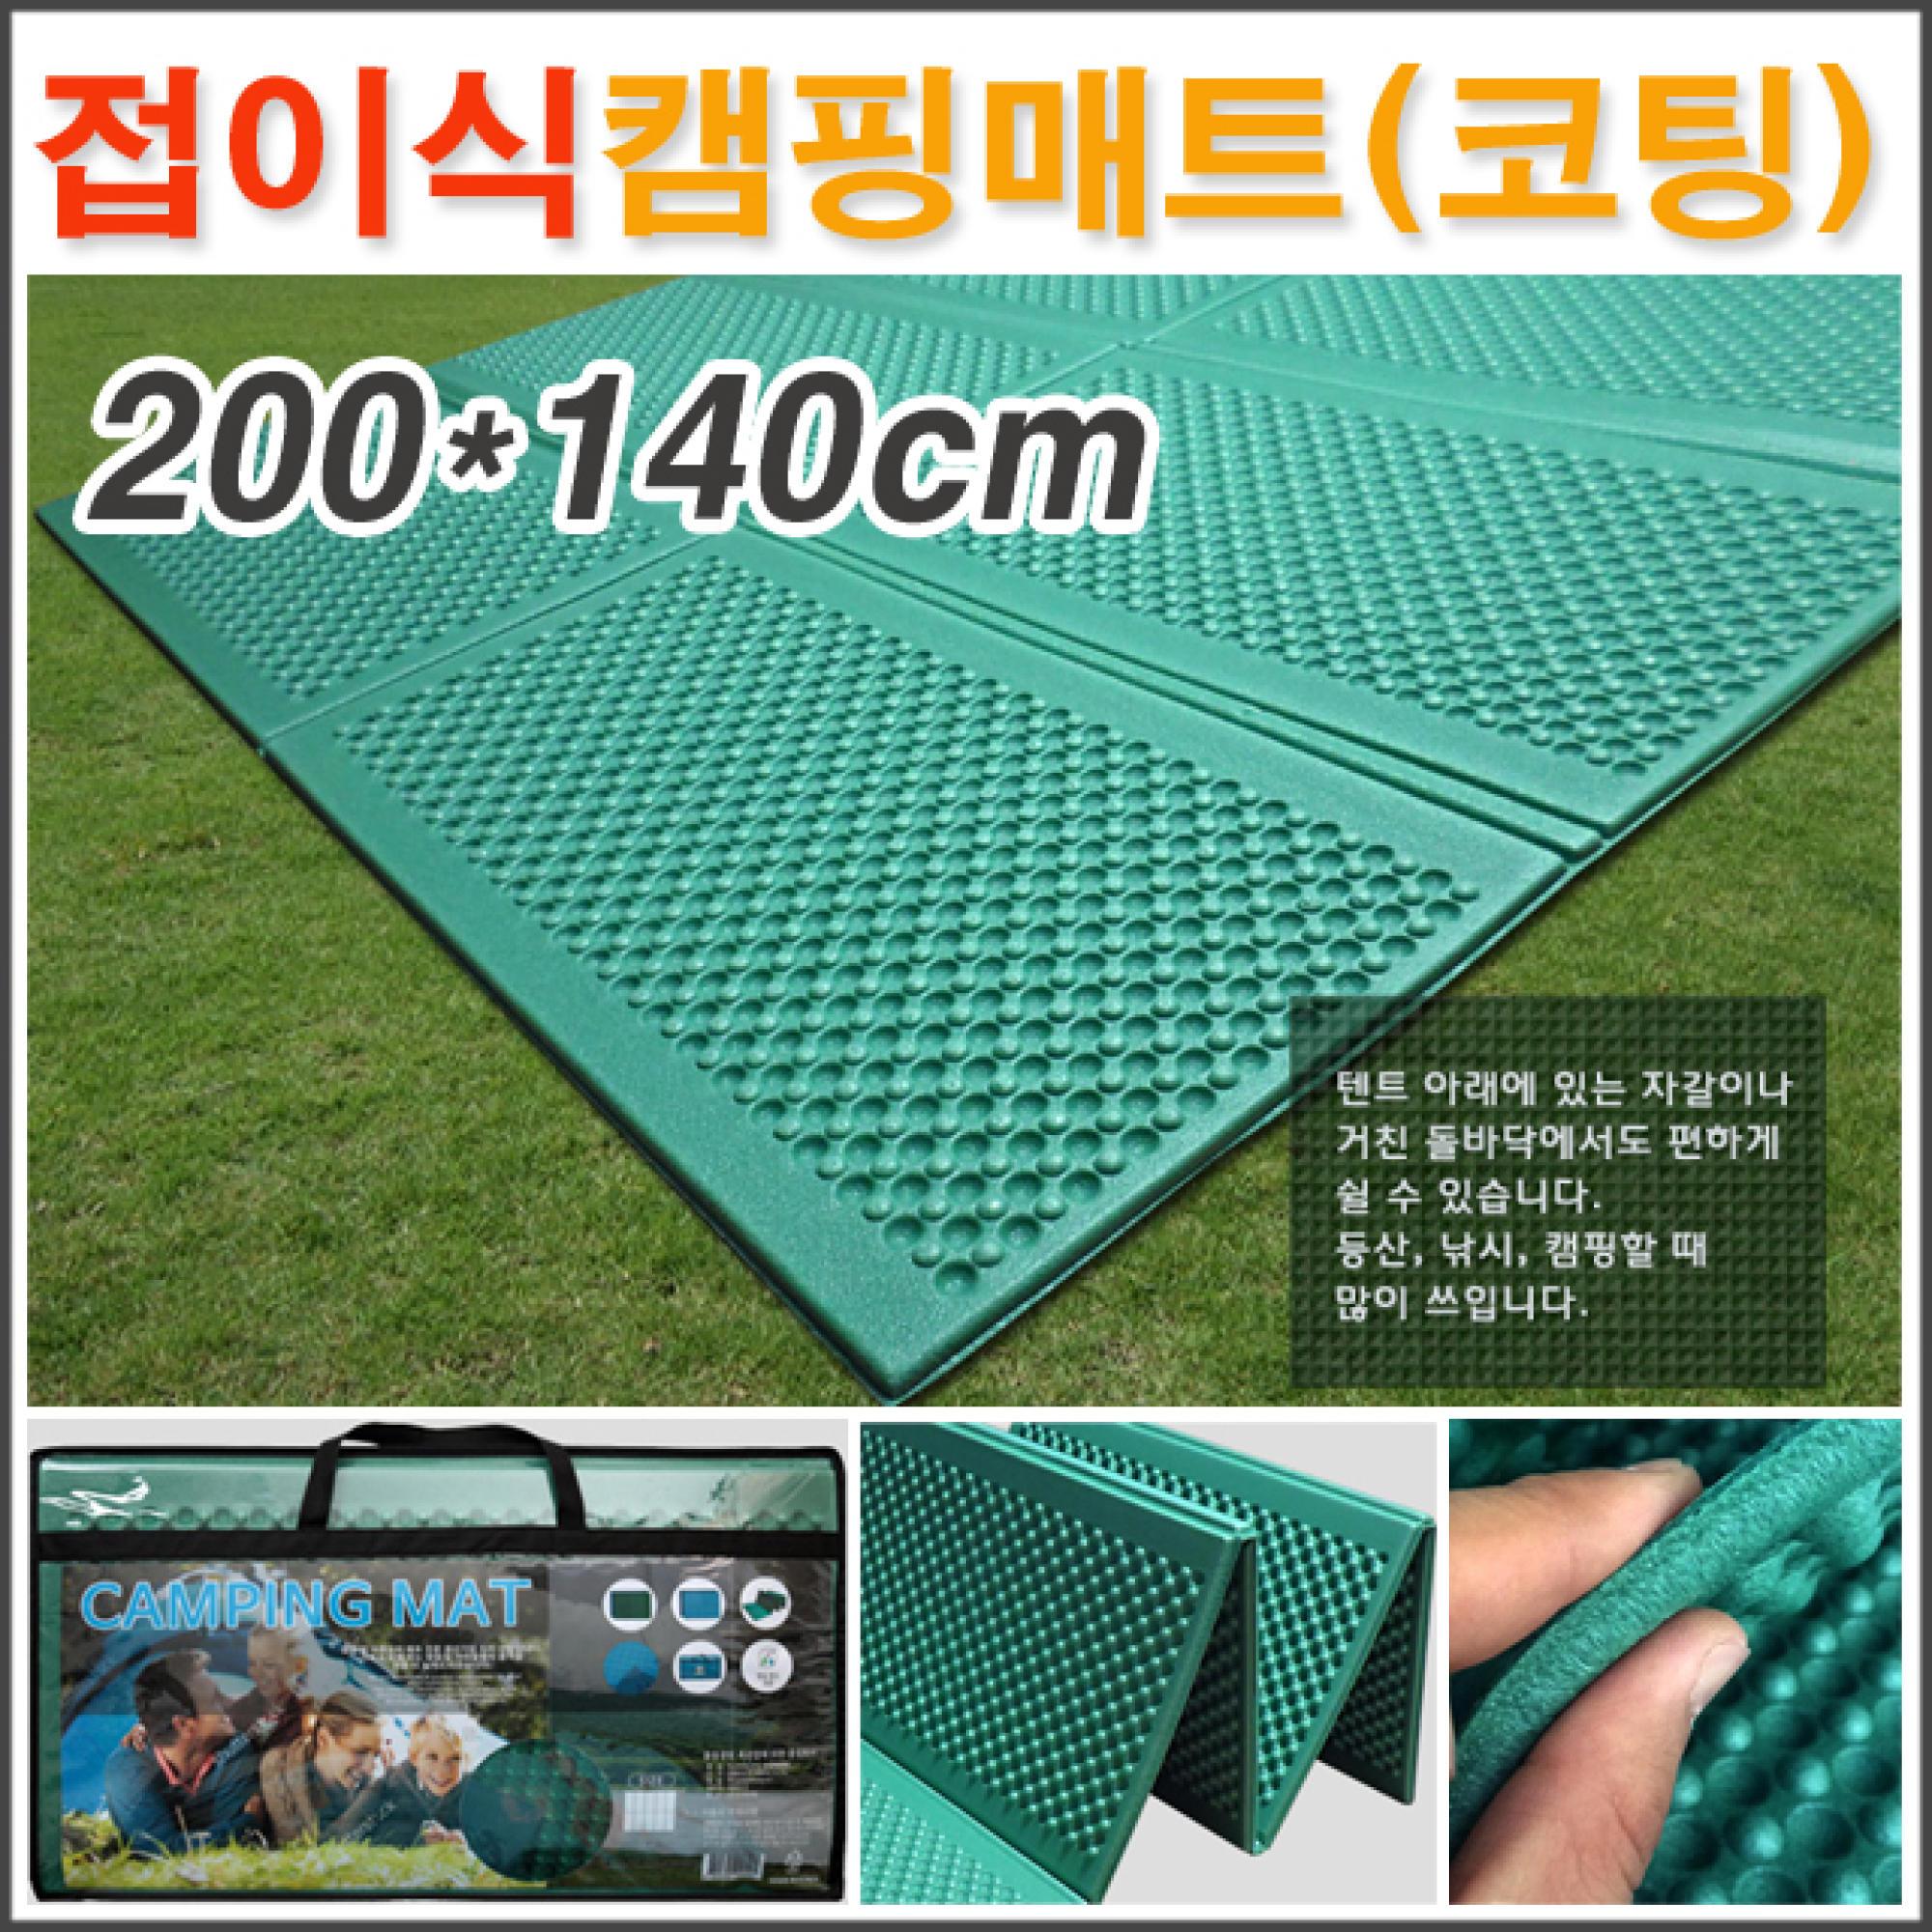 접이식캠핑매트(코팅)
200*140cm
텐트 아래에 있는 자갈이나
거친 돌바닥에서도 편하게
쉴 수 있습니다.
등산, 낚시, 캠핑할 때
많이 쓰입니다.
CAMPING MAT